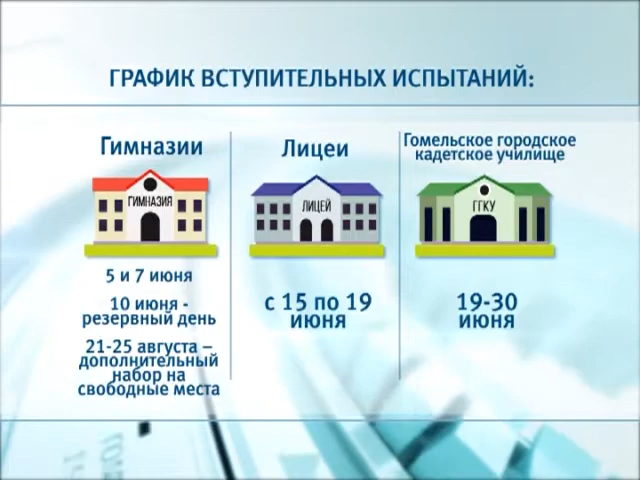 ГРАФИК ВСТУПИТЕЛЬНЫХ ИСПЫТАНИЙ:
Гимназии
ГИМНАЗИЯ
5 и 7 июня
10 июня -
резервный день
21-25 августа –
дополнительный
набор на
свободные места
Лицеи
ЛИЦЕЙ
с 15 по 19
июня
Гомельское городское
кадетское училище
ГГКУ
19-30
июня